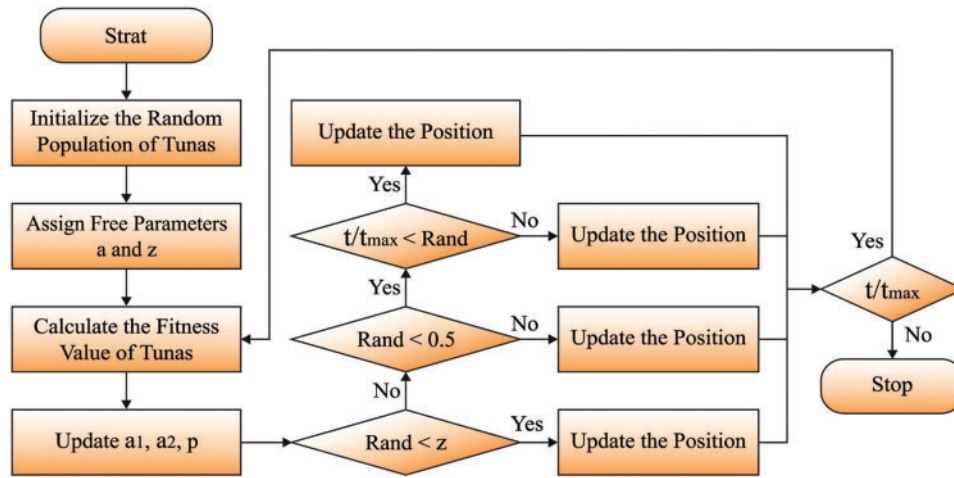 Strat
Initialize the Random
Population of Tunas
Assign Free Parameters
a and z
Calculate the Fitness
Value of Tunas
Update a1, a2, p
Rand < z
Yes
Update the Position
No
Rand < 0.5
No
Update the Position
Yes
t/tmax < Rand
No
Update the Position
Yes
Update the Position
t/tmax
Yes
No
Stop